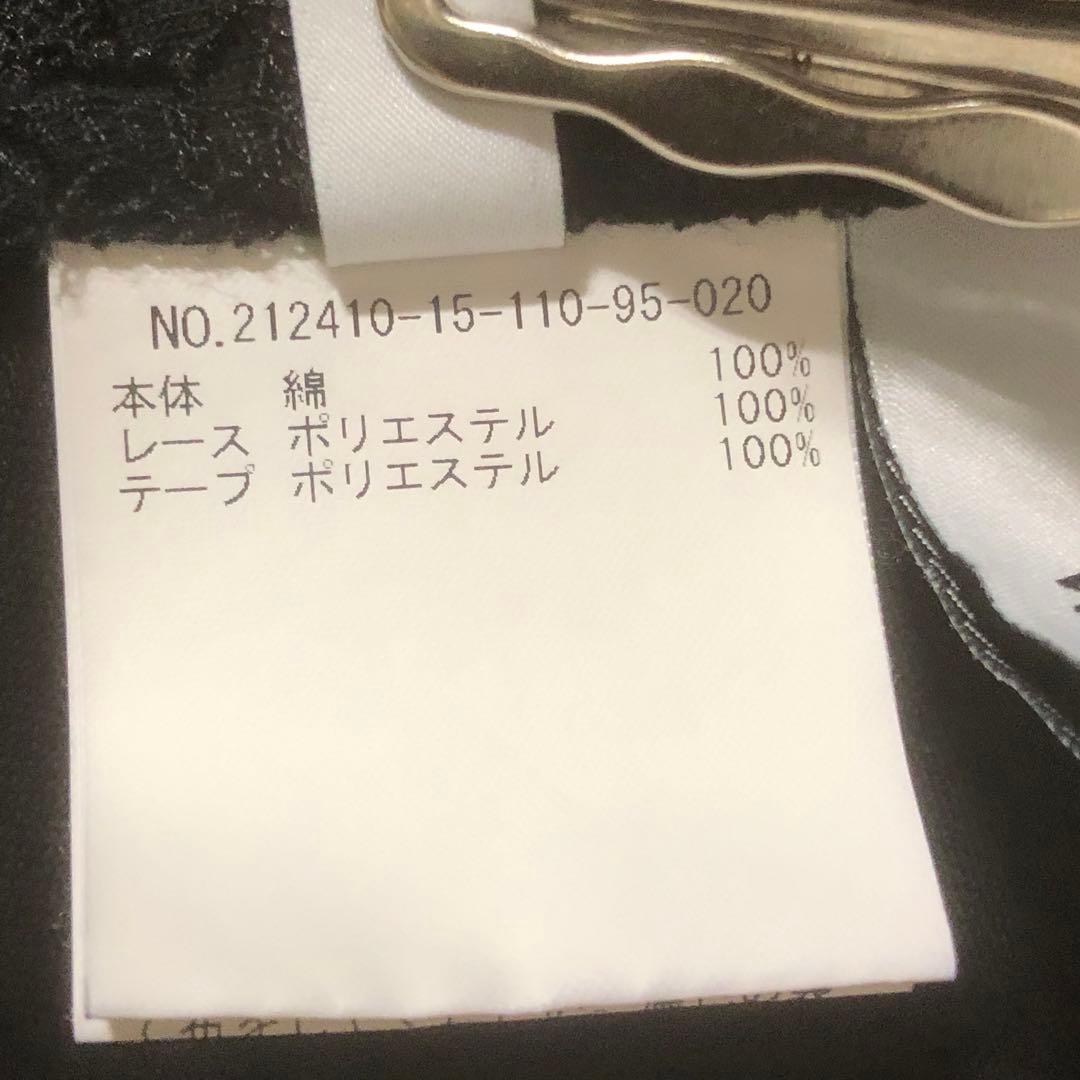 NO.212410-15-110-95-020
本体 綿 100%
レース ポリエステル 100%
テープ ポリエステル 100%